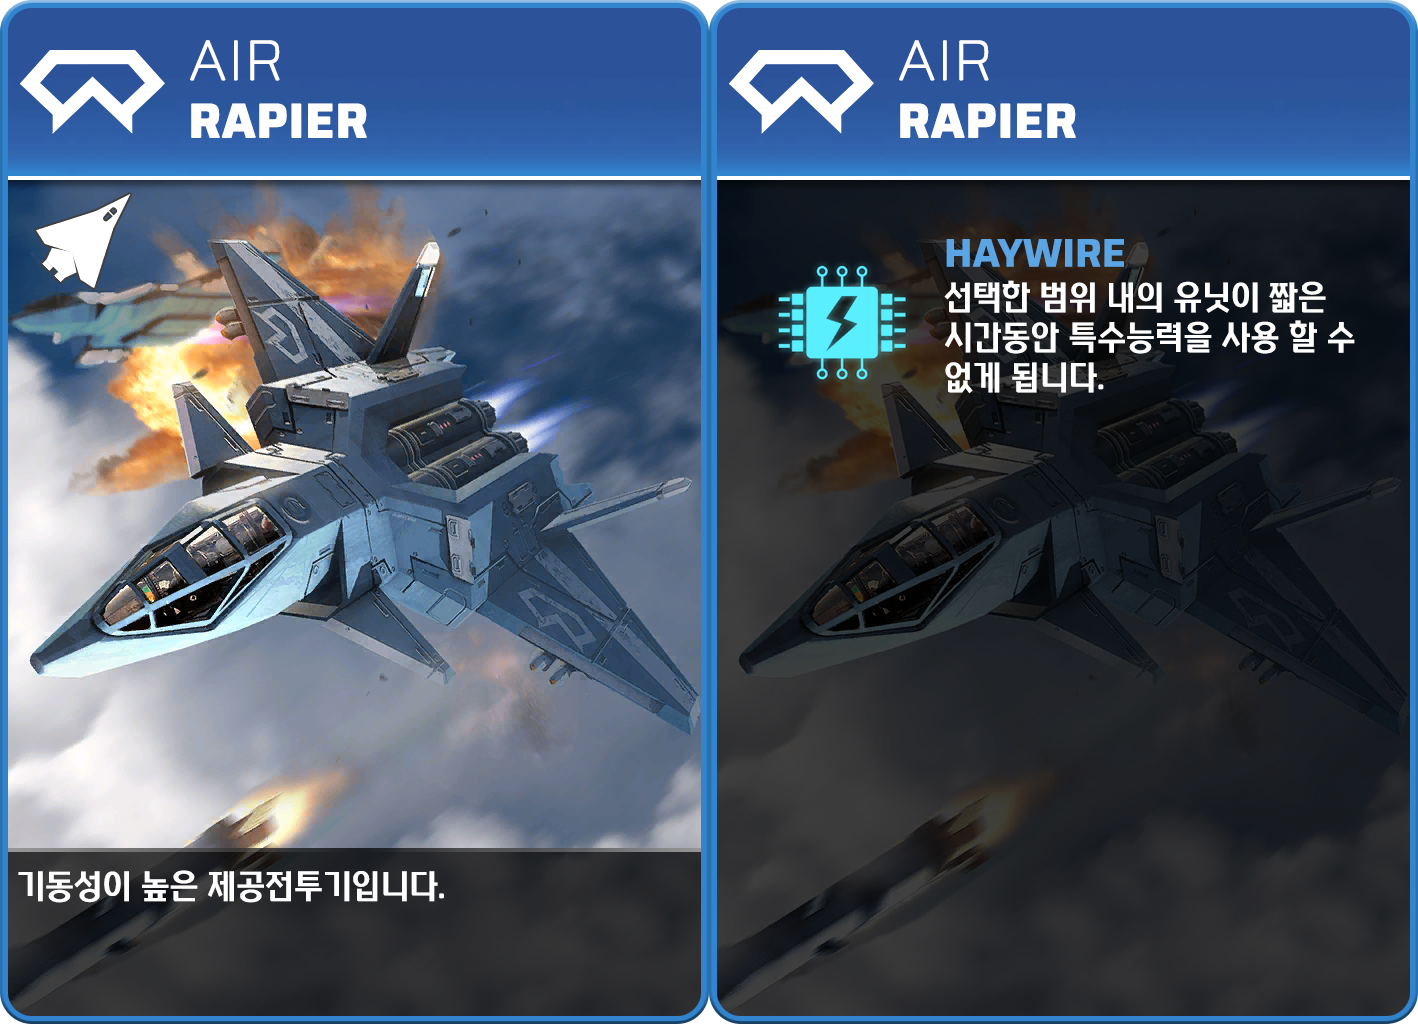 AIR
RAPIER
기동성이 높은 제공전투기입니다.
AIR
RAPIER
HAYWIRE
선택한 범위 내의 유닛이 짧은
시간동안 특수능력을 사용 할 수
없게 됩니다.